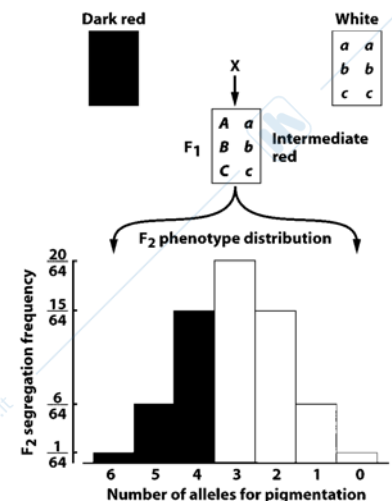 Dark red
White
a a
b b
c c
X
F1
A a
B b
C c
Intermediate
red
F2 phenotype distribution
F2 segregation frequency
20
64
15
64
6
64
1
64
6 5 4 3 2 1 0
Number of alleles for pigmentation